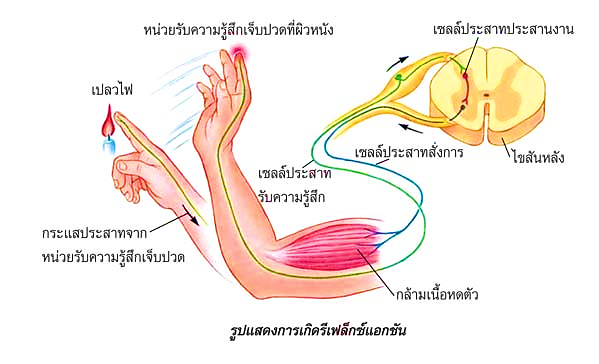 หน่วยรับความรู้สึกเจ็บปวดที่ผิวหนัง
เซลล์ประสาทประสานงาน
เปลวไฟ
เซลล์ประสาทสั่งการ
ไขสันหลัง
เซลล์ประสาท
รับความรู้สึก
กระแสประสาทจาก
หน่วยรับความรู้สึกเจ็บปวด
กล้ามเนื้อหดตัว
รูปแสดงการเกิดรีเฟล็กซ์แอกชัน